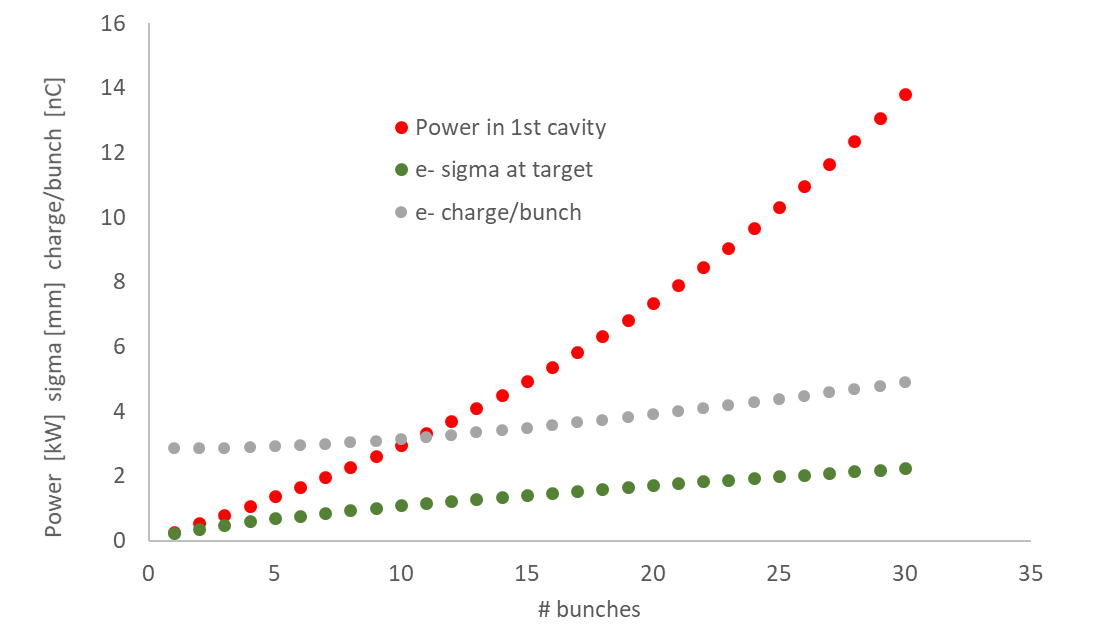 16
14
12
10
8
6
4
2
0
Power [kW] sigma [mm] charge/bunch [nC]
Power in 1st cavity
e- sigma at target
e- charge/bunch
0 5 10 15 20 25 30 35
# bunches